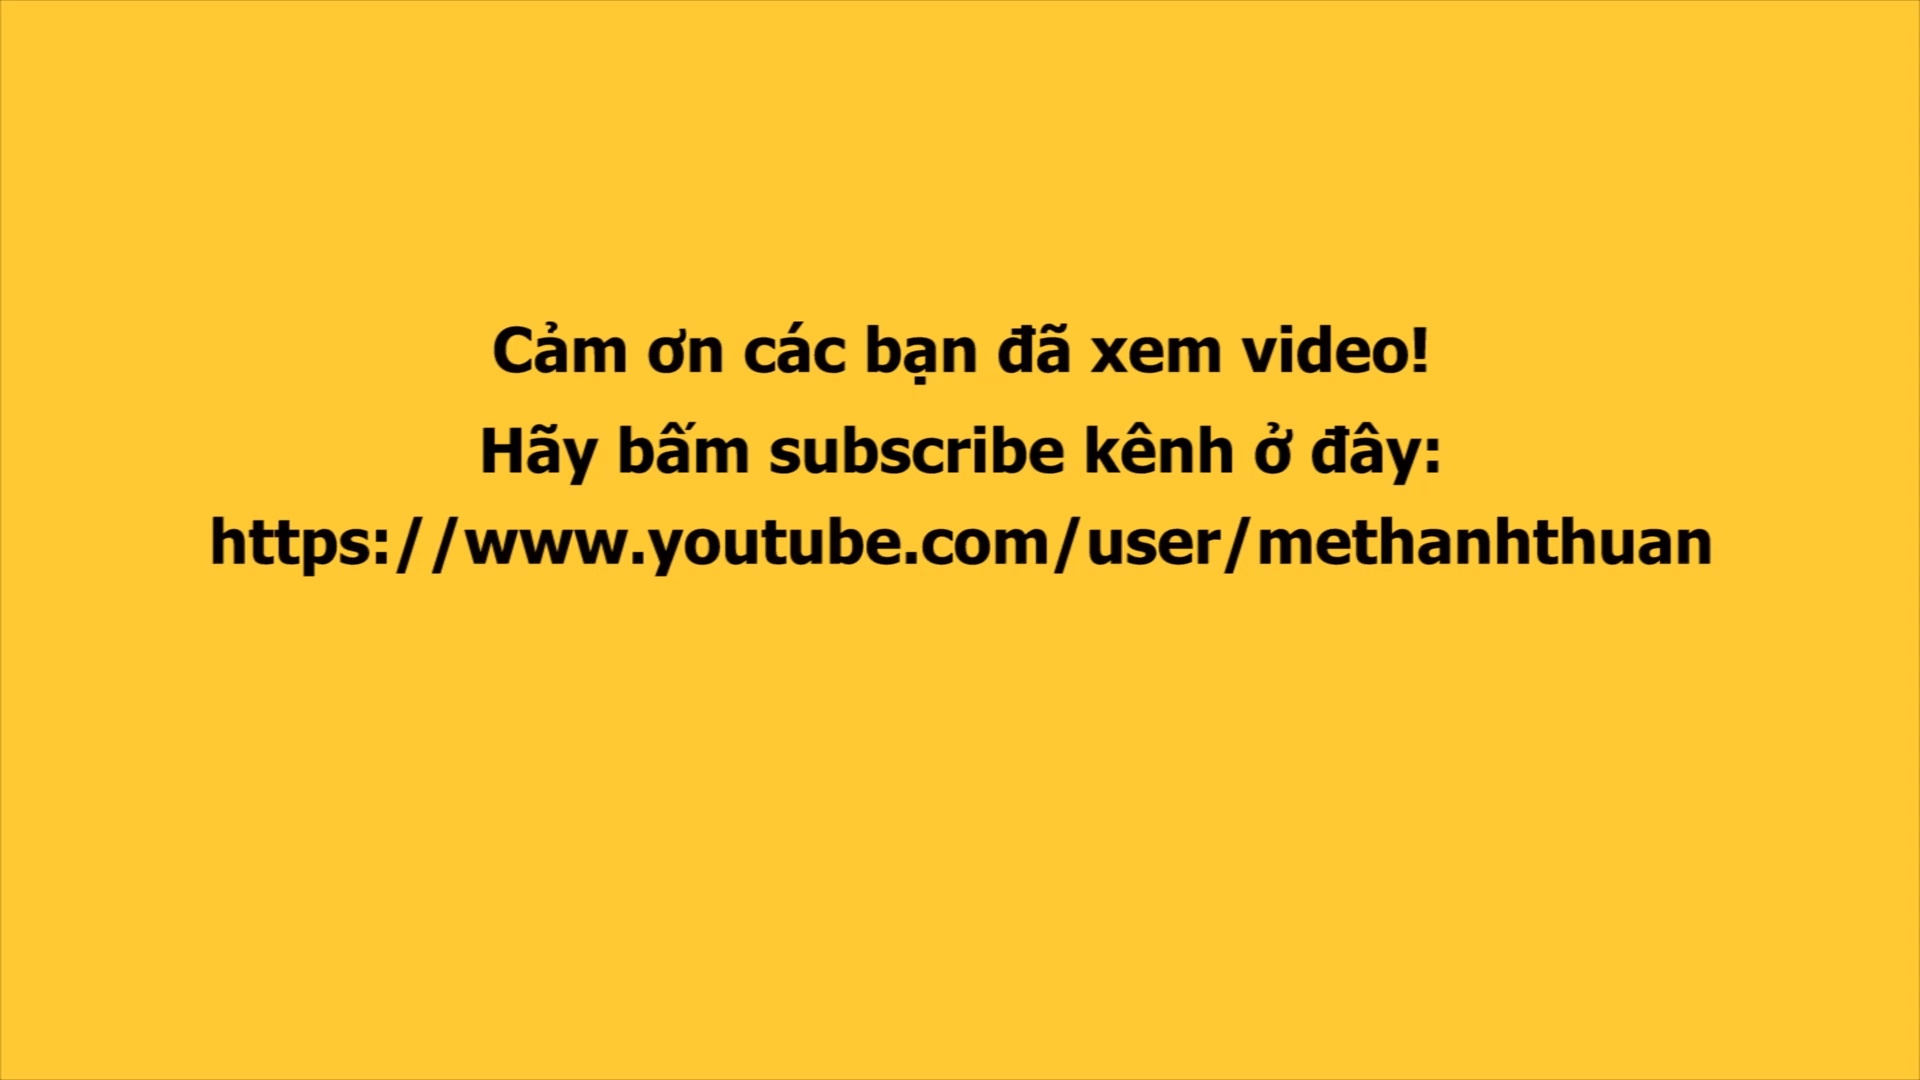 Cảm ơn các bạn đã xem video!
Hãy bấm subscribe kênh ở đây:
https://www.youtube.com/user/methanhthuan